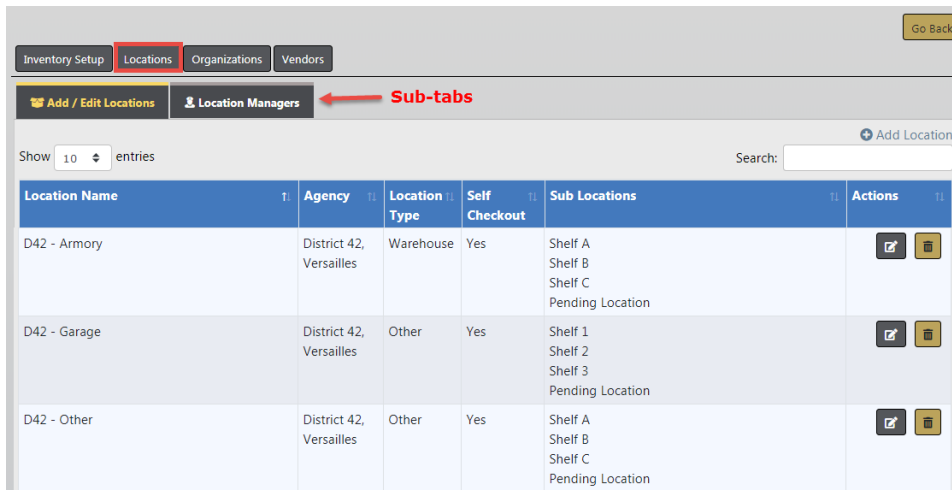 Go Back
Inventory Setup Locations Organizations Vendors
Add / Edit Locations Location Managers Sub-tabs
Add Location
Show 10 entries Search:
Location Name Agency Location Type Self Checkout Sub Locations Actions
D42 - Armory District 42, Versailles Warehouse Yes Shelf A
Shelf B
Shelf C
Pending Location
D42 - Garage District 42, Versailles Other Yes Shelf 1
Shelf 2
Shelf 3
Pending Location
D42 - Other District 42, Versailles Other Yes Shelf A
Shelf B
Shelf C
Pending Location